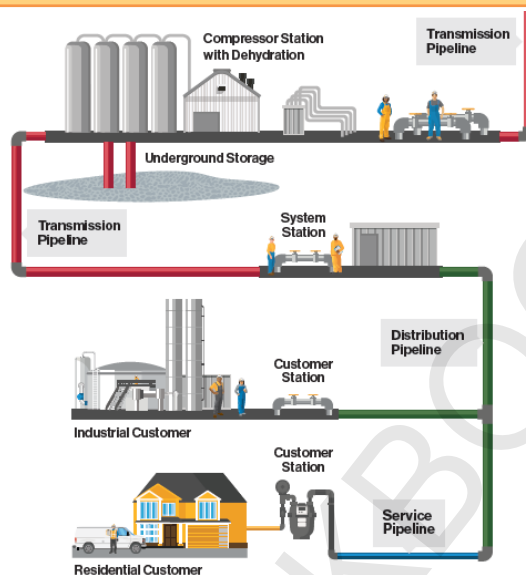 Compressor Station
with Dehydration
Transmission
Pipeline
Underground Storage
Transmission
Pipeline
System
Station
Distribution
Pipeline
Customer
Station
Industrial Customer
Customer
Station
Service
Pipeline
Residential Customer